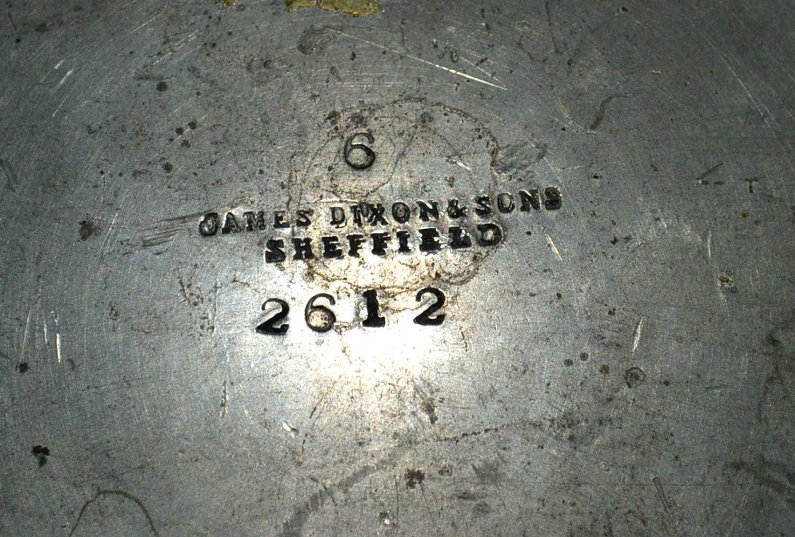 6
JAMES DIXON & SONS
SHEFFIELD
2612